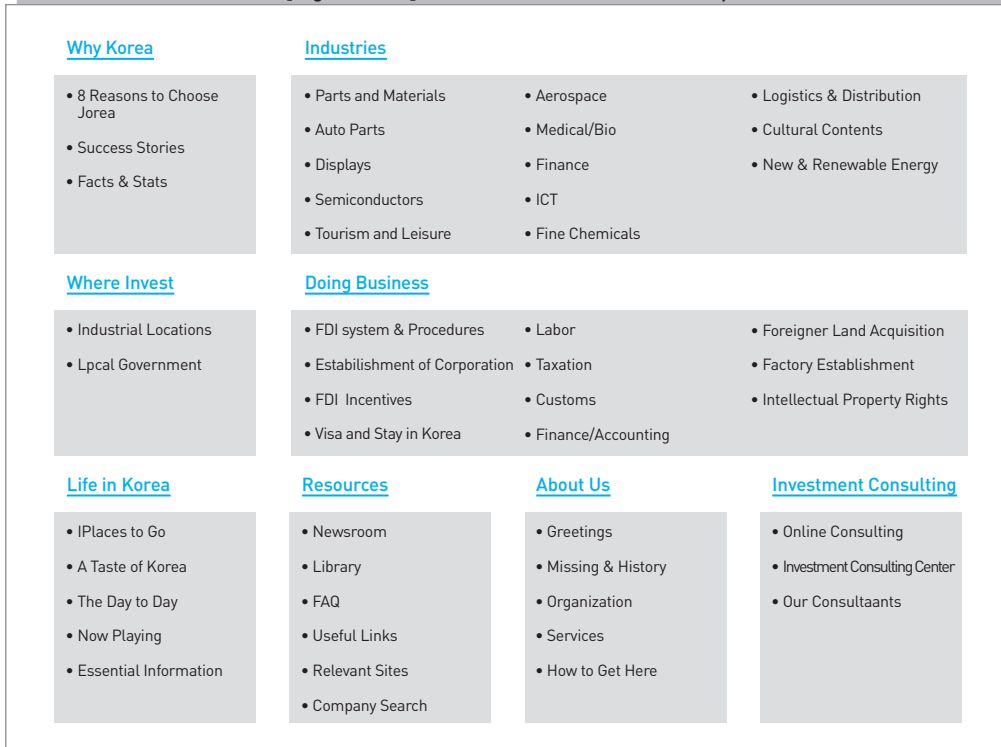 Why Korea
• 8 Reasons to Choose
Jorea
• Success Stories
• Facts & Stats
Industries
• Parts and Materials
• Auto Parts
• Displays
• Semiconductors
• Tourism and Leisure
• Aerospace
• Medical/Bio
• Finance
• ICT
• Fine Chemicals
• Logistics & Distribution
• Cultural Contents
• New & Renewable Energy
Where Invest
• Industrial Locations
• Lpcal Government
Doing Business
• FDI system & Procedures
• Estabilishment of Corporation
• FDI Incentives
• Visa and Stay in Korea
• Labor
• Taxation
• Customs
• Finance/Accounting
• Foreigner Land Acquisition
• Factory Establishment
• Intellectual Property Rights
Life in Korea
• IPlaces to Go
• A Taste of Korea
• The Day to Day
• Now Playing
• Essential Information
Resources
• Newsroom
• Library
• FAQ
• Useful Links
• Relevant Sites
• Company Search
About Us
• Greetings
• Missing & History
• Organization
• Services
• How to Get Here
Investment Consulting
• Online Consulting
• Investment Consulting Center
• Our Consultaants